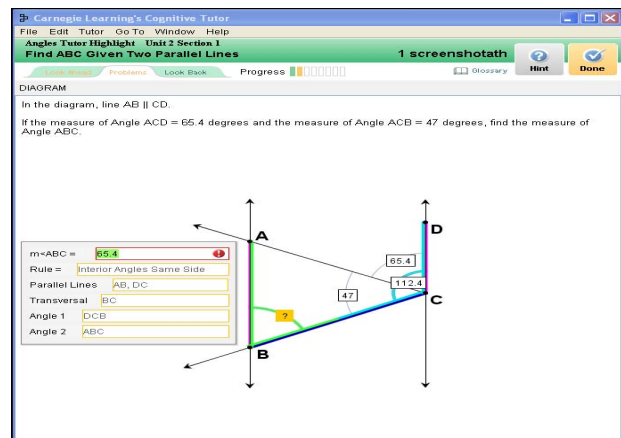 Carnegie Learning's Cognitive Tutor
File Edit Tutor Go To Window Help
Angles Tutor Highlight Unit 2 Section 1
Find ABC Given Two Parallel Lines
1 screenshotath
Hint
Done
Look Ahead
Problems
Look Back
Progress
Glossary
DIAGRAM
In the diagram, line AB || CD.
If the measure of Angle ACD = 65.4 degrees and the measure of Angle ACB = 47 degrees, find the measure of
Angle ABC.
m<ABC = 65.4
Rule = Interior Angles Same Side
Parallel Lines AB, DC
Transversal BC
Angle 1 DCB
Angle 2 ABC
A
D
65.4
112.4
47
C
?
B